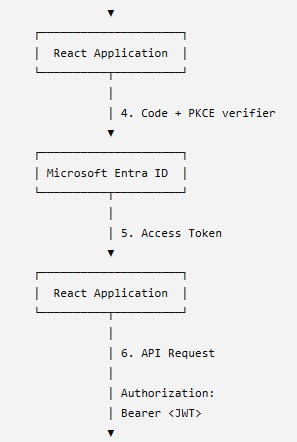 React Application
4. Code + PKCE verifier
Microsoft Entra ID
5. Access Token
React Application
6. API Request
Authorization:
Bearer <JWT>